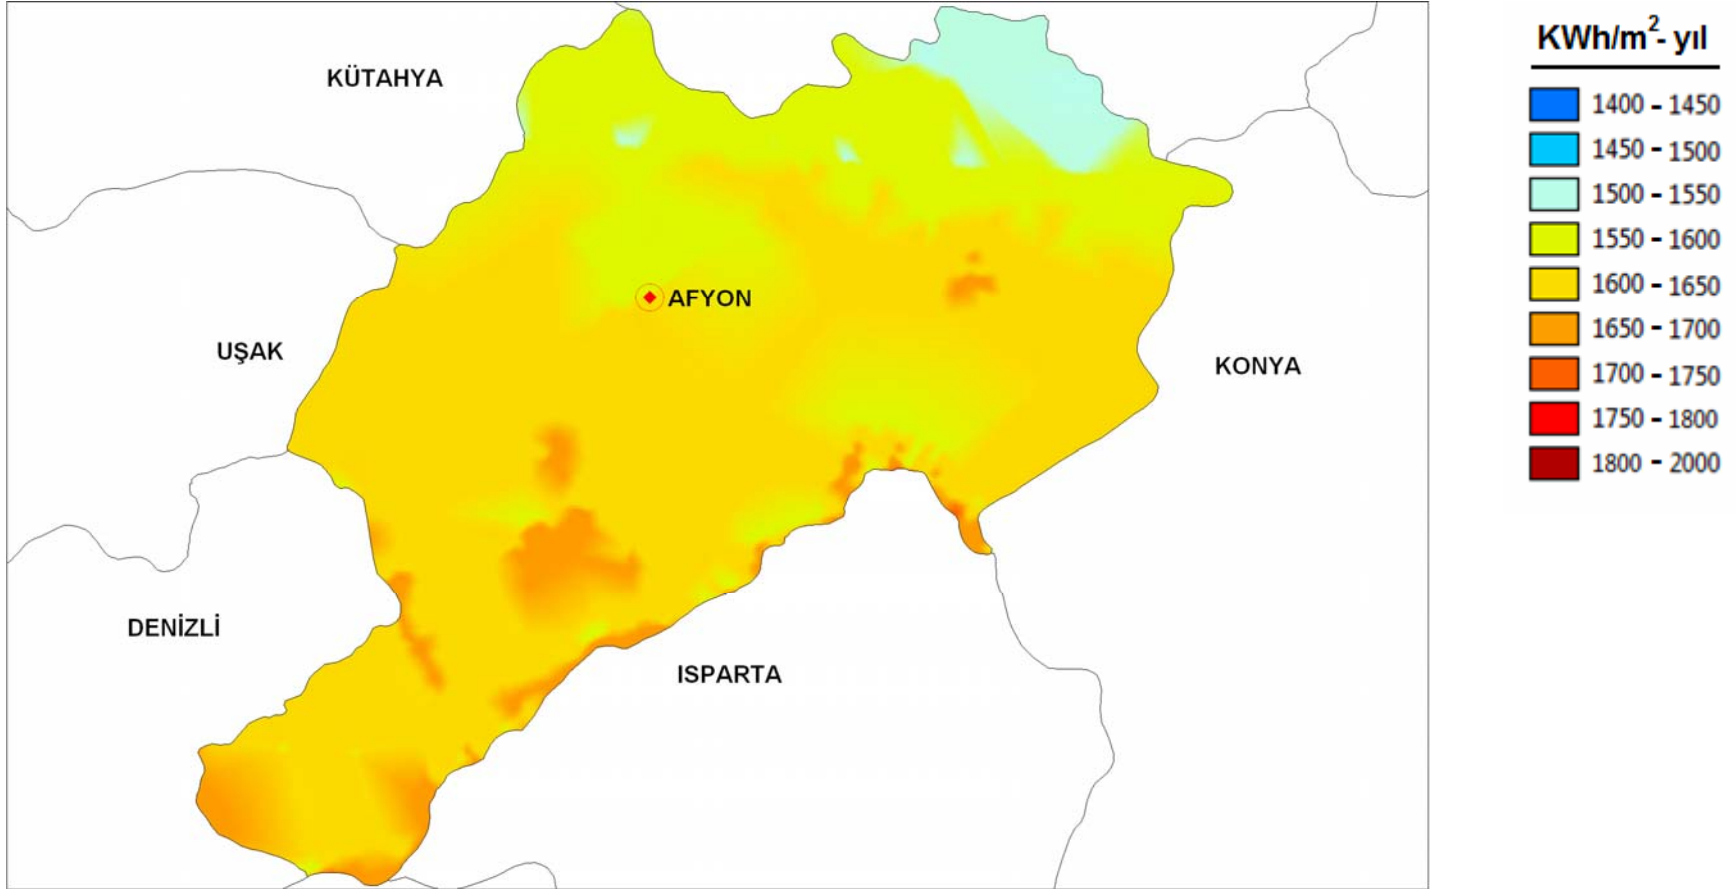 KÜTAHYA
AFYON
UŞAK
KONYA
DENİZLİ
ISPARTA
KWh/m²- yıl
1400 - 1450
1450 - 1500
1500 - 1550
1550 - 1600
1600 - 1650
1650 - 1700
1700 - 1750
1750 - 1800
1800 - 2000